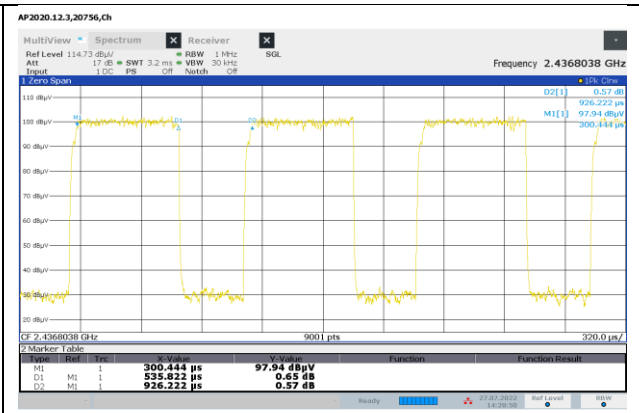 AP2020.12.3,20756,Ch
MultiView Spectrum X Receiver X
Ref Level 114.73 dBµV RBW 1 MHz SGL
Att 17 dB SWT 3.2 ms VBW 30 kHz Frequency 2.4368038 GHz
Input 1 DC PS Off Notch Off
1 Zero Span 1Pk Clrw
D2[1] 0.57 dB
926.222 µs
M1[1] 97.94 dBµV
300.444 µs
110 dBµV
100 dBµV
M1 D1 D2
90 dBµV
80 dBµV
70 dBµV
60 dBµV
50 dBµV
40 dBµV
30 dBµV
20 dBµV
CF 2.4368038 GHz 9001 pts 320.0 µs/
2 Marker Table
Type Ref Trc X-Value Y-Value Function Function Result
M1 1 300.444 µs 97.94 dBµV
D1 M1 1 535.822 µs 0.65 dB
D2 M1 1 926.222 µs 0.57 dB
Ready 27.07.2022 Ref Level RBW
14:28:58